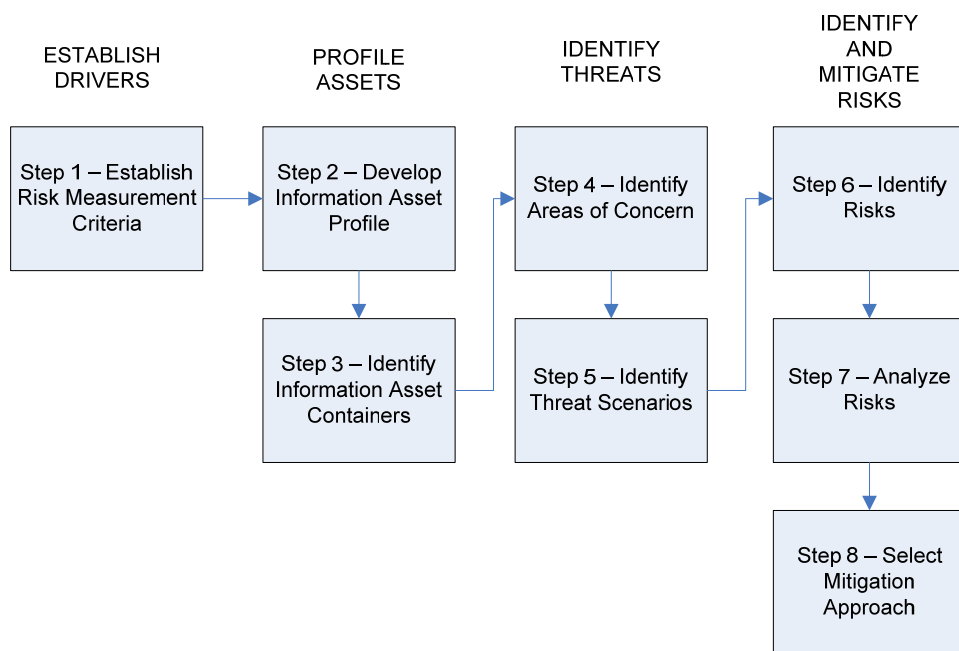 ESTABLISH
DRIVERS
PROFILE
ASSETS
IDENTIFY
THREATS
IDENTIFY
AND
MITIGATE
RISKS
Step 1 – Establish
Risk Measurement
Criteria
Step 2 – Develop
Information Asset
Profile
Step 3 – Identify
Information Asset
Containers
Step 4 – Identify
Areas of Concern
Step 5 – Identify
Threat Scenarios
Step 6 – Identify
Risks
Step 7 – Analyze
Risks
Step 8 – Select
Mitigation
Approach